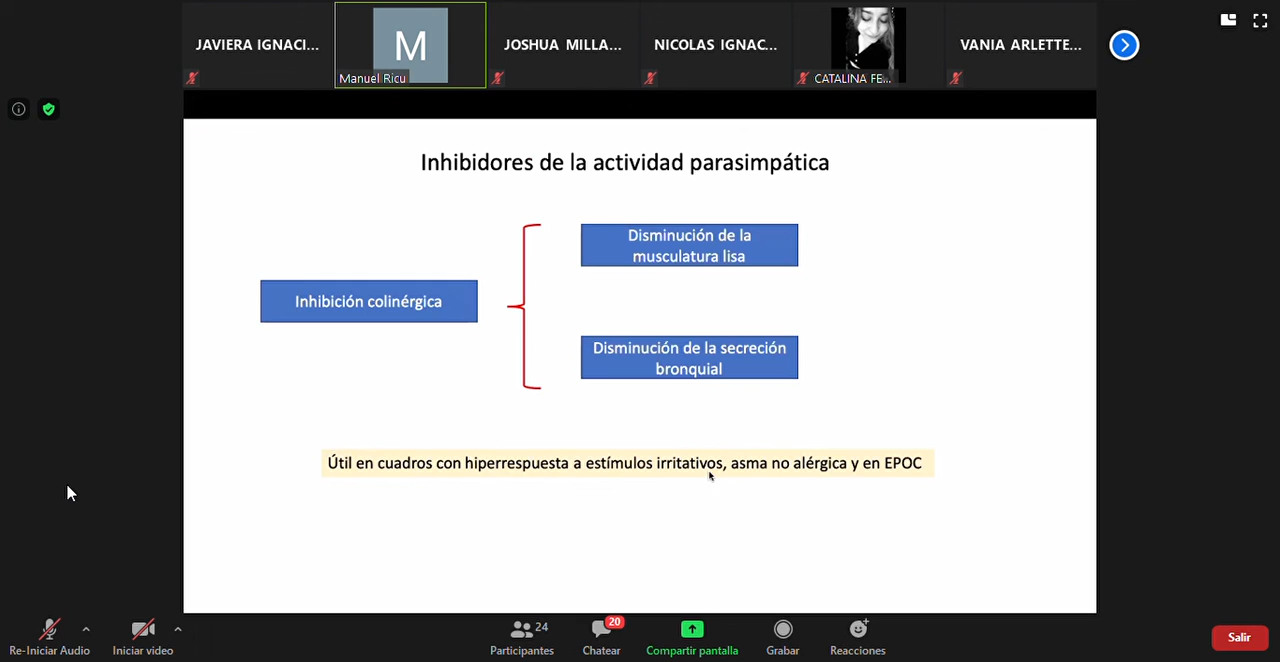 JAVIERA IGNACI...
M
Manuel Ricu
JOSHUA MILLA...
NICOLAS IGNAC...
CATALINA FE...
VANIA ARLETTE...
Inhibidores de la actividad parasimpática
Disminución de la
musculatura lisa
Inhibición colinérgica
Disminución de la secreción
bronquial
Útil en cuadros con hiperrespuesta a estímulos irritativos, asma no alérgica y en EPOC
Re-Iniciar Audio
Iniciar video
24
Participantes
20
Chatear
Compartir pantalla
Grabar
Reacciones
Salir